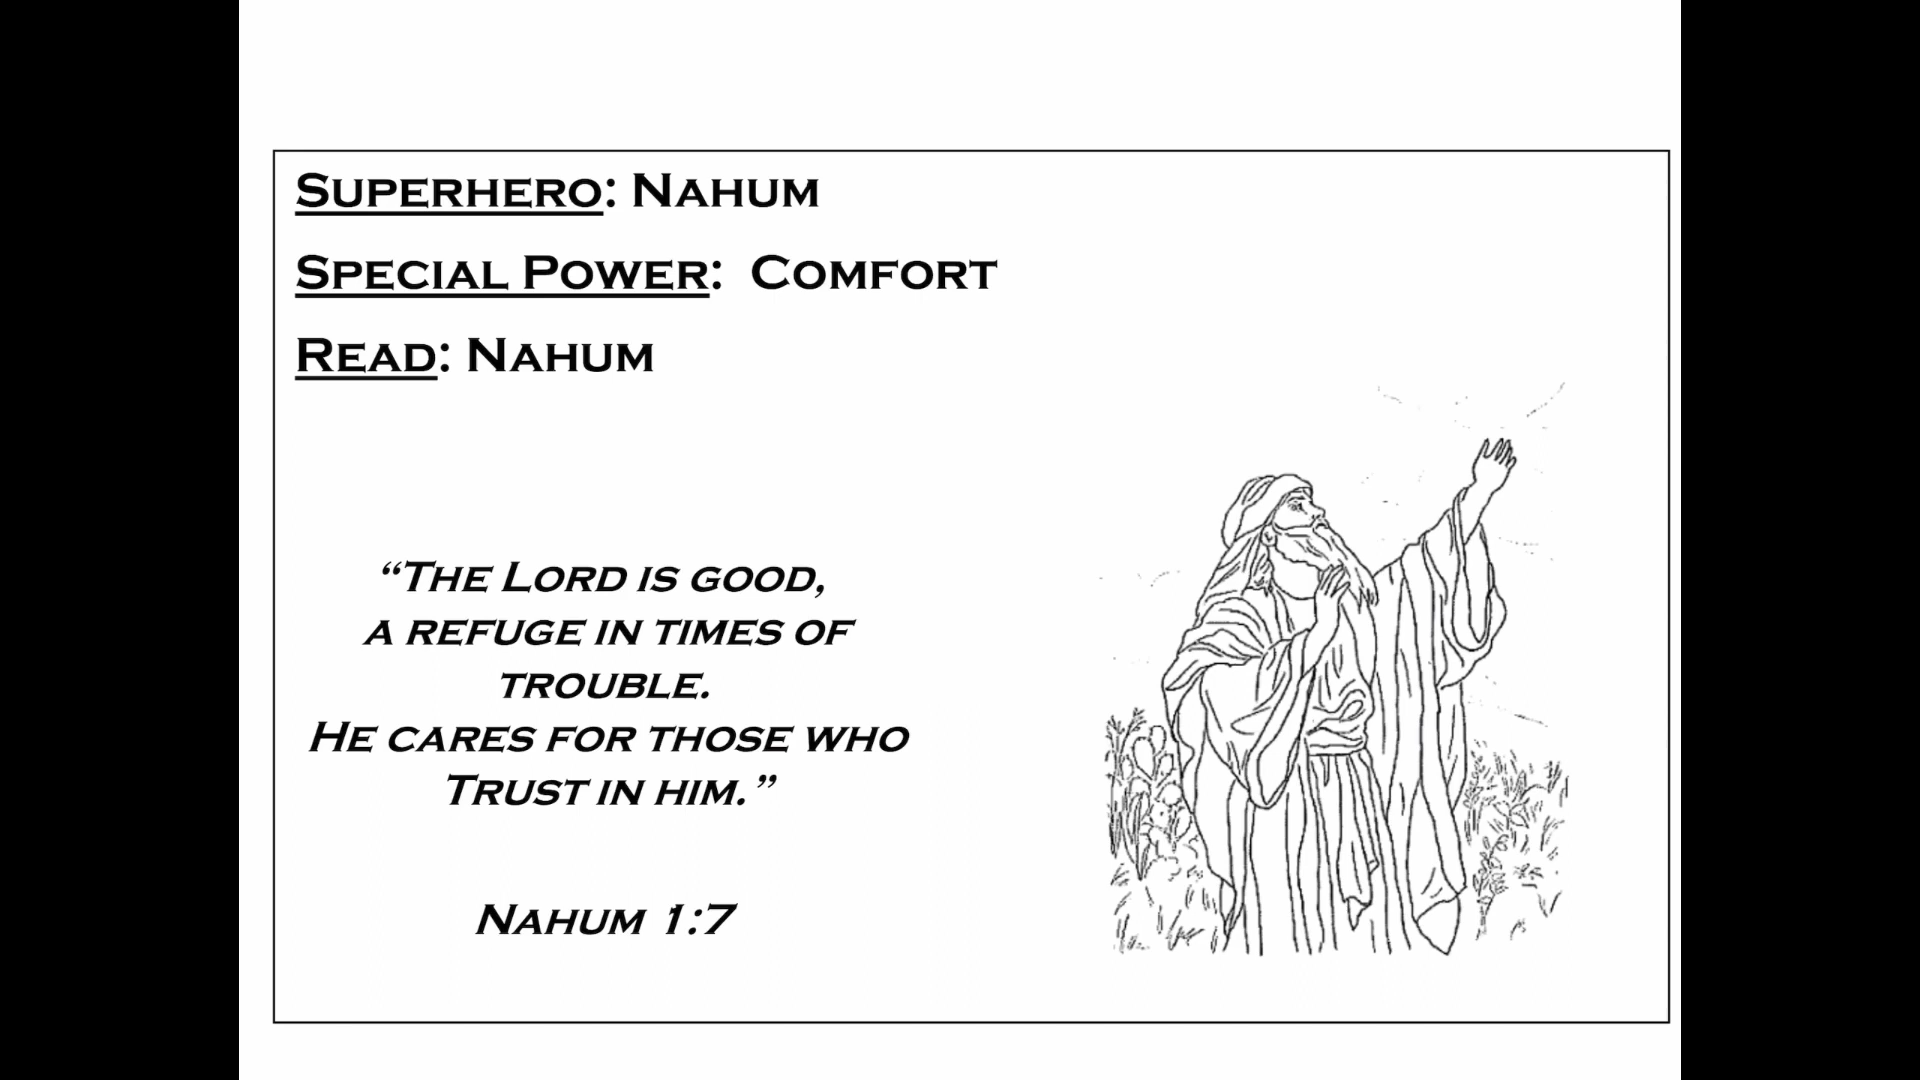 Superhero: Nahum
Special Power: Comfort
Read: Nahum
“The Lord is good,
a refuge in times of
trouble.
He cares for those who
Trust in him.”
Nahum 1:7